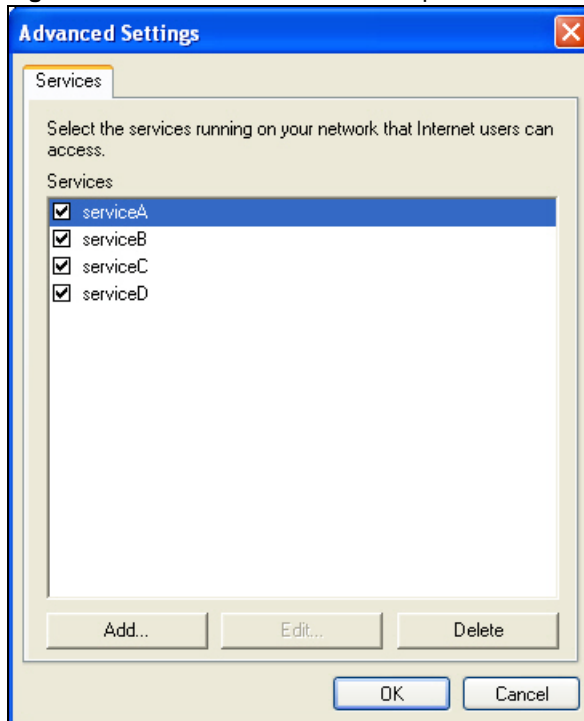 Advanced Settings
Services
Select the services running on your network that Internet users can
access.
Services
serviceA
serviceB
serviceC
serviceD
Add... Edit... Delete
OK Cancel